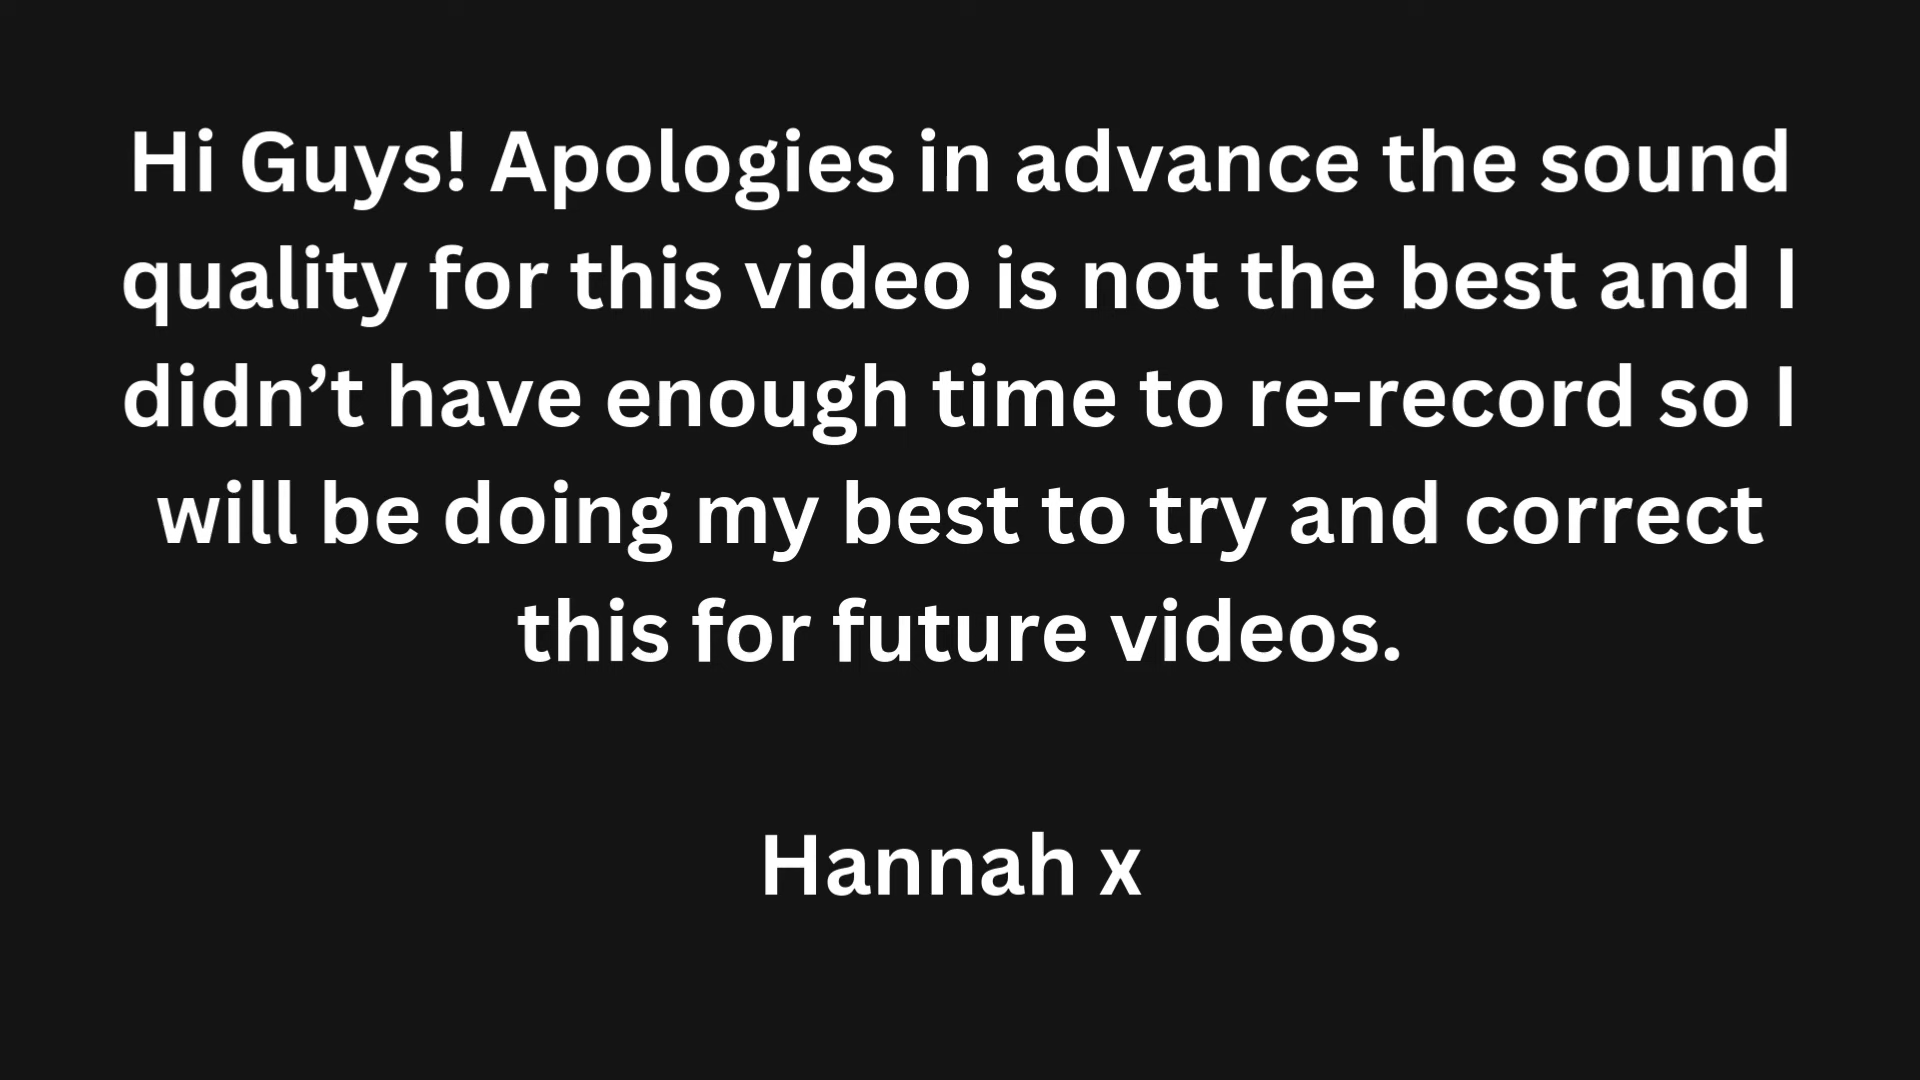 Hi Guys! Apologies in advance the sound
quality for this video is not the best and I
didn’t have enough time to re-record so I
will be doing my best to try and correct
this for future videos.
Hannah x